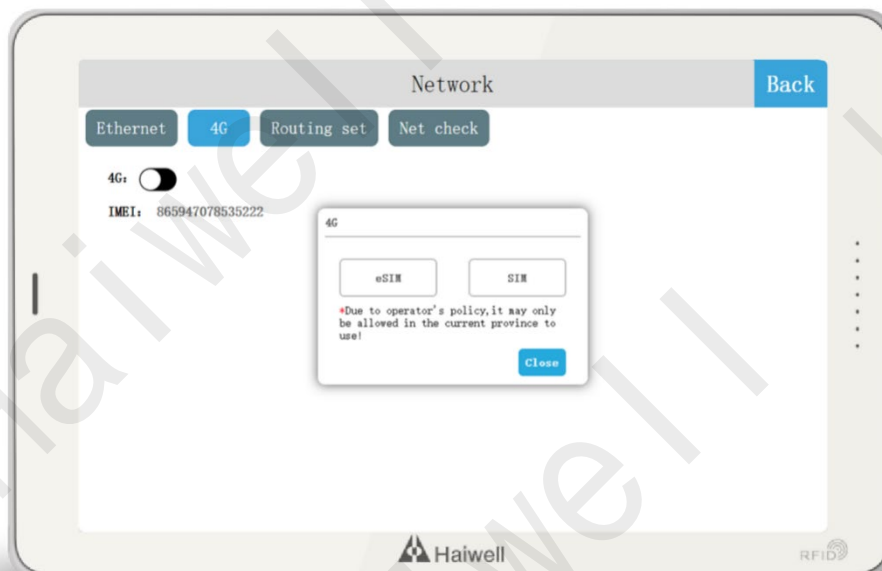 Network
Back
Ethernet
4G
Routing set
Net check
4G:
IMEI: 865947078535222
4G
eSIM
SIM
*Due to operator's policy,it may only
be allowed in the current province to
use!
Close
Haiwell
RFID
haiwell